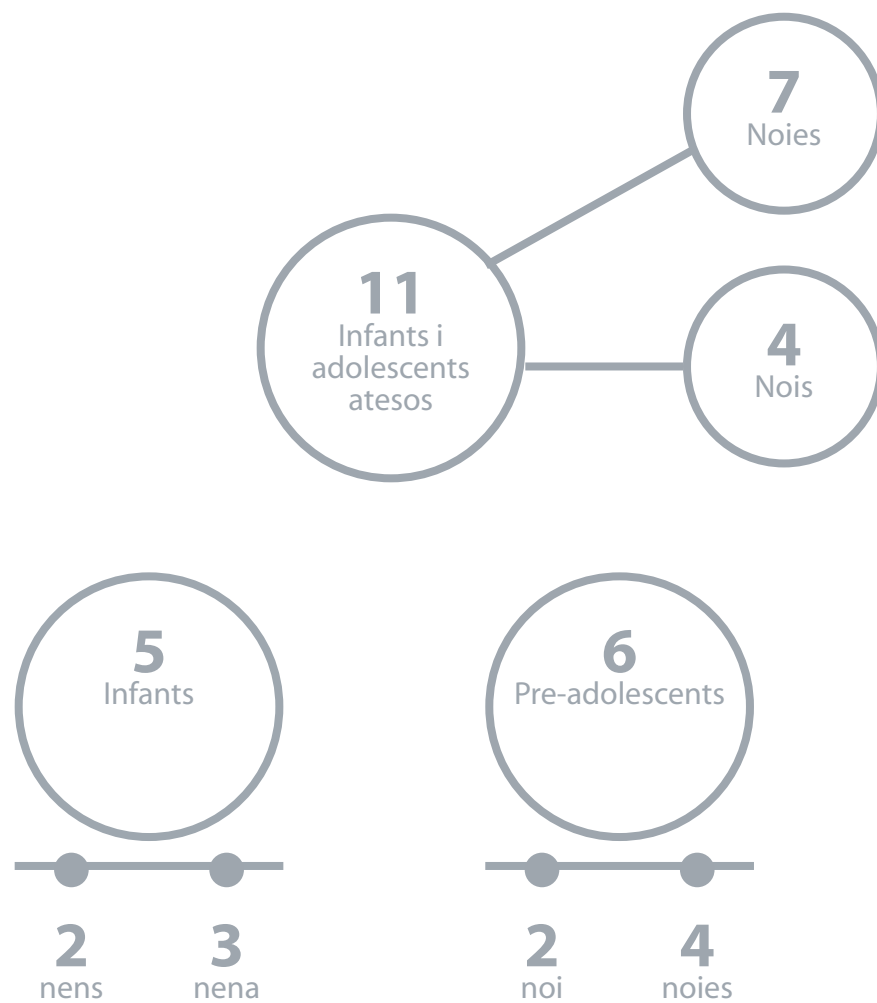 7
Noies
11
Infants i
adolescents
atesos
4
Nois
5
Infants
6
Pre-adolescents
2
nens
3
nena
2
noi
4
noies